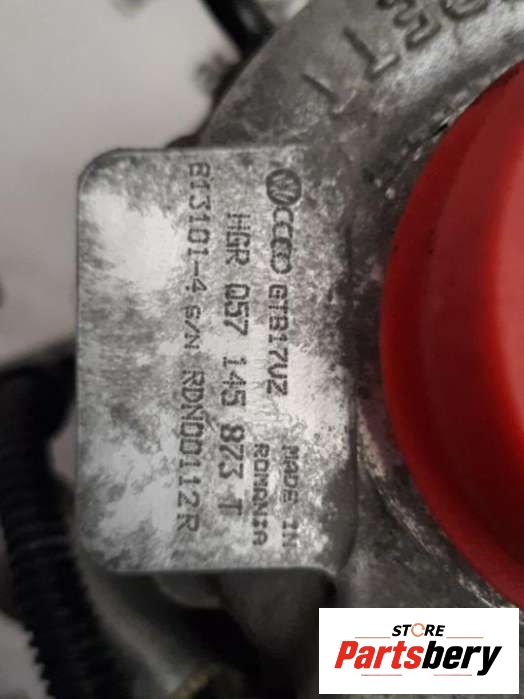 GTB17VZ MADE IN
HGR 057 145 873 T ROMANIA
813101-4 S/N RDN00112R
STORE
Partsbery